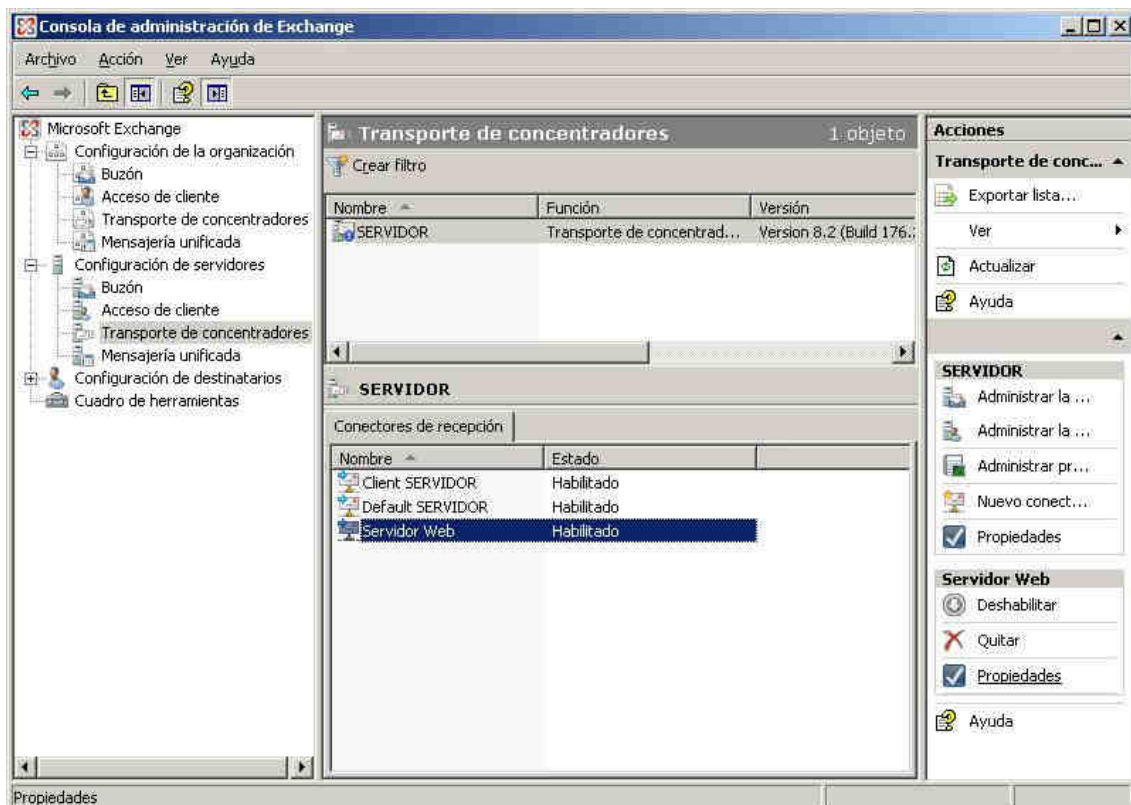 Consola de administración de Exchange
Archivo Acción Ver Ayuda
Microsoft Exchange
Configuración de la organización
Buzón
Acceso de cliente
Transporte de concentradores
Mensajería unificada
Configuración de servidores
Buzón
Acceso de cliente
Transporte de concentradores
Mensajería unificada
Configuración de destinatarios
Cuadro de herramientas
Transporte de concentradores 1 objeto
Crear filtro
Nombre Función Versión
SERVIDOR Transporte de concentrad... Version 8.2 (Build 176.
SERVIDOR
Conectores de recepción
Nombre Estado
Client SERVIDOR Habilitado
Default SERVIDOR Habilitado
Servidor Web Habilitado
Acciones
Transporte de conc...
Exportar lista...
Ver
Actualizar
Ayuda
SERVIDOR
Administrar la ...
Administrar la ...
Administrar pr...
Nuevo conect...
Propiedades
Servidor Web
Deshabilitar
Quitar
Propiedades
Ayuda
Propiedades